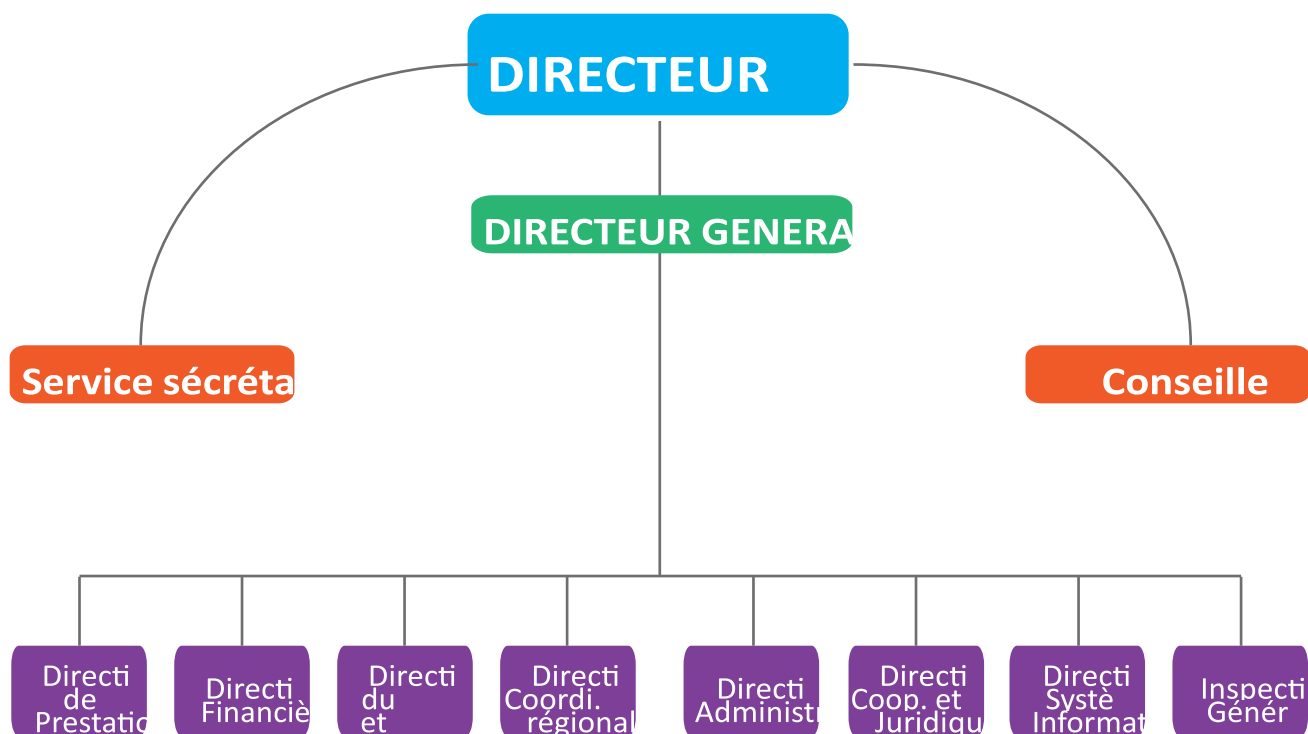 DIRECTEUR
DIRECTEUR GENERA
Service sécréta
Conseille
Directi
de
Prestatio
Directi
Financiè
Directi
du
et
Directi
Coordi.
régional
Directi
Administr
Directi
Coop. et
Juridiqu
Directi
Systè
Informat
Inspecti
Génér